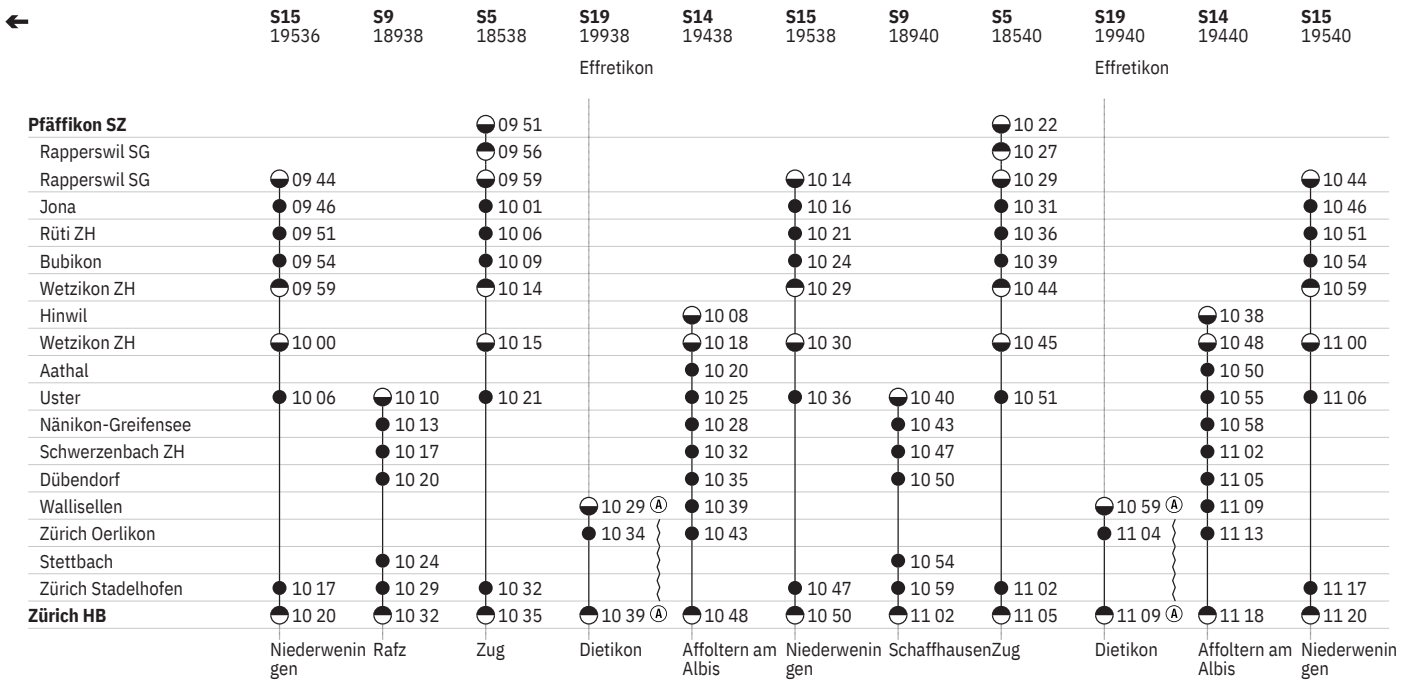 S15 S9 S5 S19 S14 S15 S9 S5 S19 S14 S15
19536 18938 18538 19938 19438 19538 18940 18540 19940 19440 19540
Effretikon Effretikon
Pfäffikon SZ 09 51 10 22
Rapperswil SG 09 56 10 27
Rapperswil SG 09 44 09 59 10 14 10 29 10 44
Jona 09 46 10 01 10 16 10 31 10 46
Rüti ZH 09 51 10 06 10 21 10 36 10 51
Bubikon 09 54 10 09 10 24 10 39 10 54
Wetzikon ZH 09 59 10 14 10 29 10 44 10 59
Hinwil 10 08 10 38
Wetzikon ZH 10 00 10 15 10 18 10 30 10 45 10 48 11 00
Aathal 10 20 10 50
Uster 10 06 10 10 10 21 10 25 10 36 10 40 10 51 10 55 11 06
Nänikon-Greifensee 10 13 10 28 10 43 10 58
Schwerzenbach ZH 10 17 10 32 10 47 11 02
Dübendorf 10 20 10 35 10 50 11 05
Wallisellen 10 29 A 10 39 10 59 A 11 09
Zürich Oerlikon 10 34 10 43 11 04 11 13
Stettbach 10 24 10 54
Zürich Stadelhofen 10 17 10 29 10 32 10 47 10 59 11 02 11 17
Zürich HB 10 20 10 32 10 35 10 39 A 10 48 10 50 11 02 11 05 11 09 A 11 18 11 20
Niederwenin Rafz Zug Dietikon Affoltern am Niederwenin Schaffhausen Zug Dietikon Affoltern am Niederwenin
gen Albis gen Albis gen